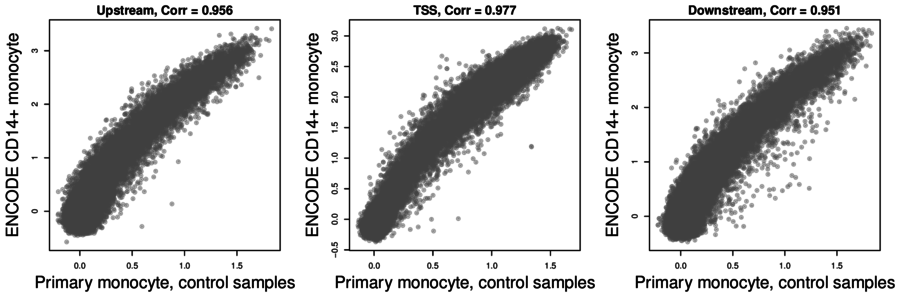 Upstream, Corr = 0.956
ENCODE CD14+ monocyte
3
2
1
0
0.0 0.5 1.0 1.5
Primary monocyte, control samples
TSS, Corr = 0.977
ENCODE CD14+ monocyte
3.0
2.5
2.0
1.5
1.0
0.5
0.0
−0.5
0.0 0.5 1.0 1.5
Primary monocyte, control samples
Downstream, Corr = 0.951
ENCODE CD14+ monocyte
3
2
1
0
0.0 0.5 1.0 1.5
Primary monocyte, control samples